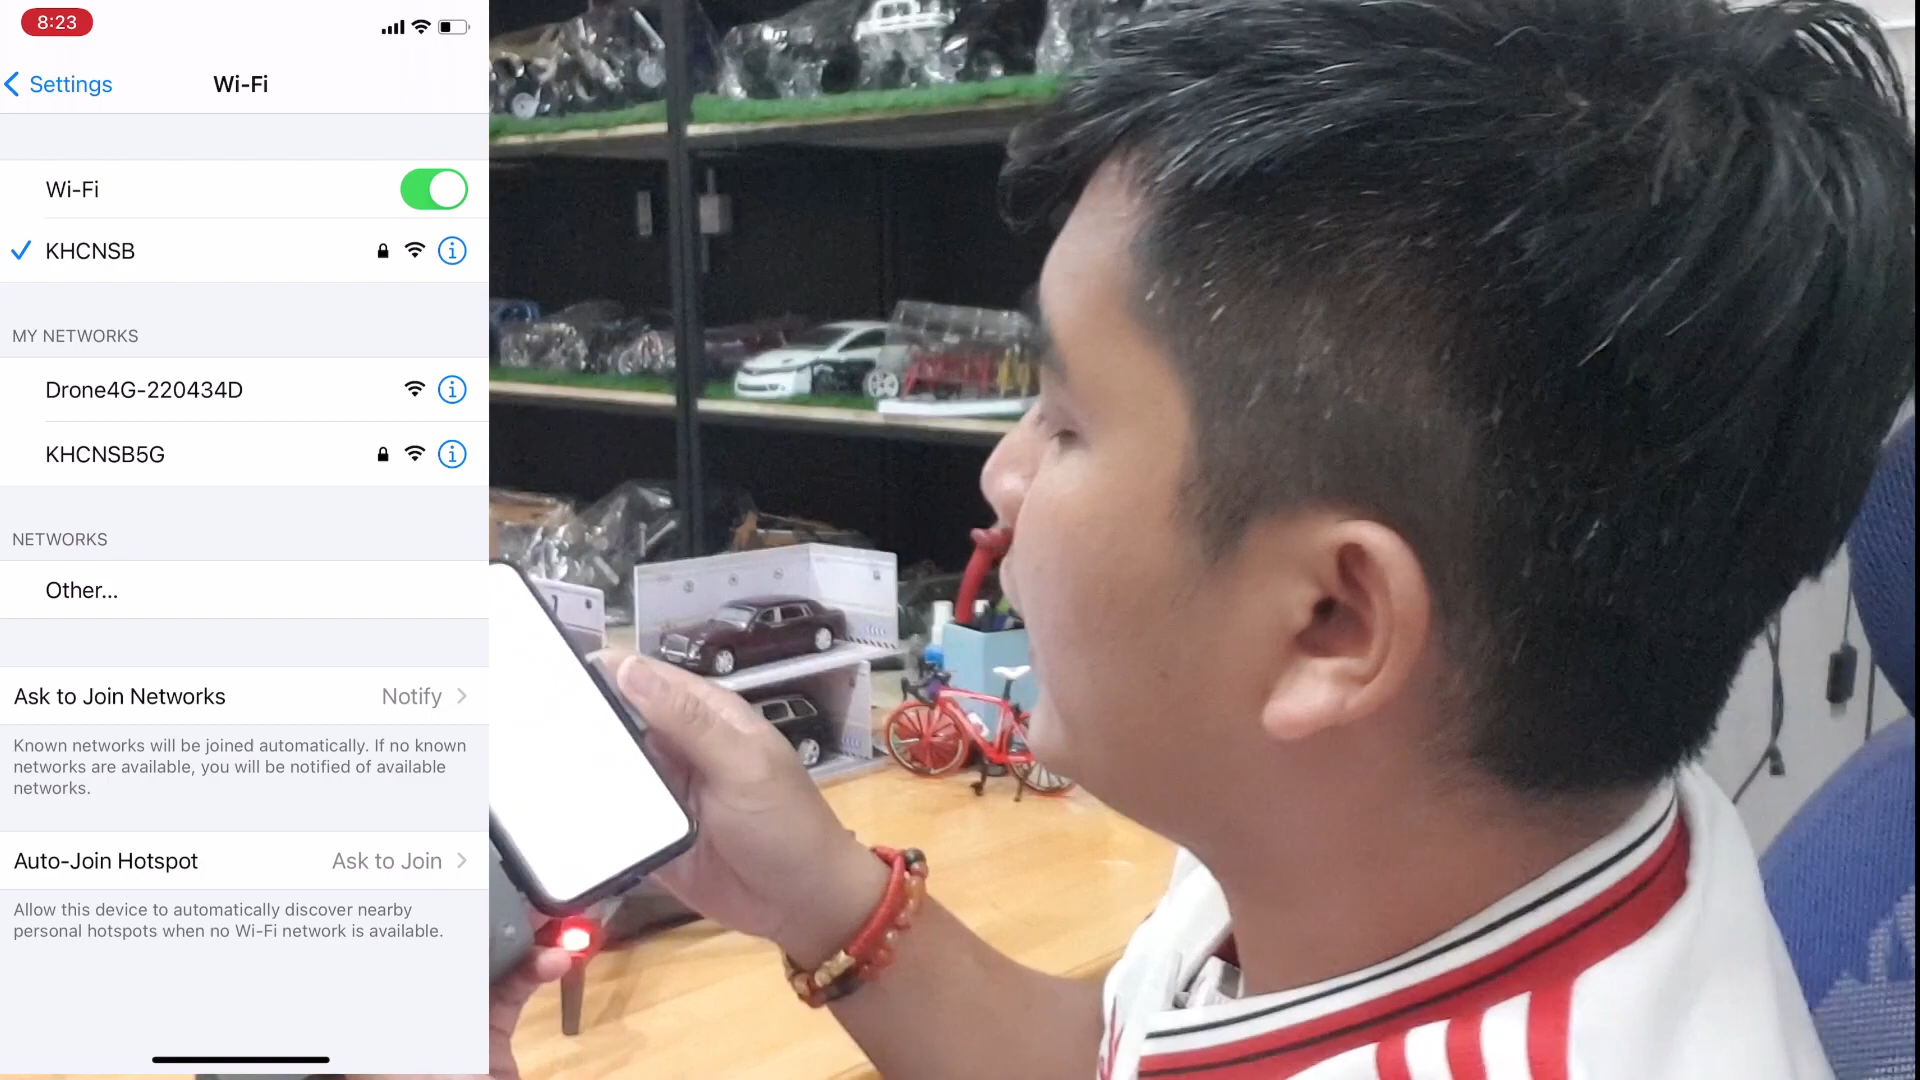 8:23
Settings
Wi-Fi
Wi-Fi
KHCNSB
MY NETWORKS
Drone4G-220434D
KHCNSB5G
NETWORKS
Other...
Ask to Join Networks Notify
Known networks will be joined automatically. If no known
networks are available, you will be notified of available
networks.
Auto-Join Hotspot Ask to Join
Allow this device to automatically discover nearby
personal hotspots when no Wi-Fi network is available.